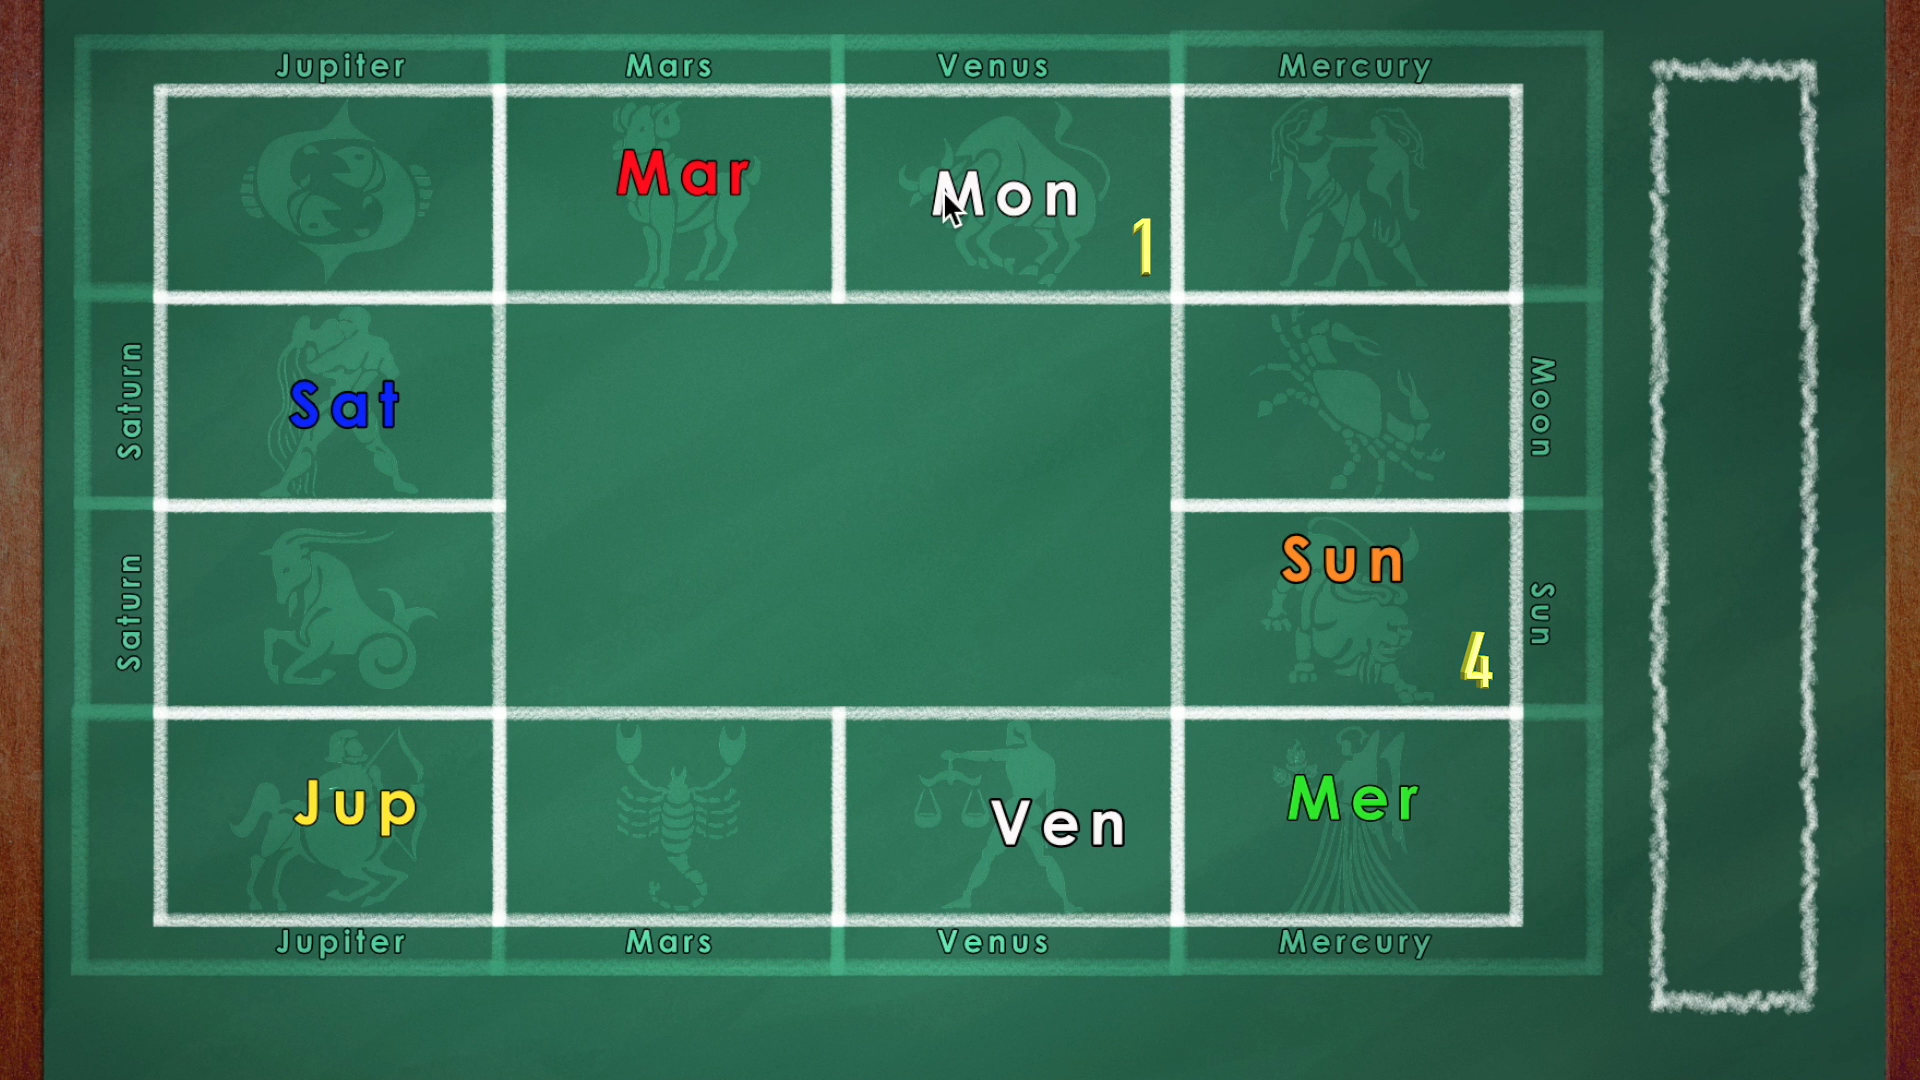 Jupiter Mars Venus Mercury
Mar Mon
1
Saturn Sat Moon
Saturn Sun Sun
4
Jup Ven Mer
Jupiter Mars Venus Mercury